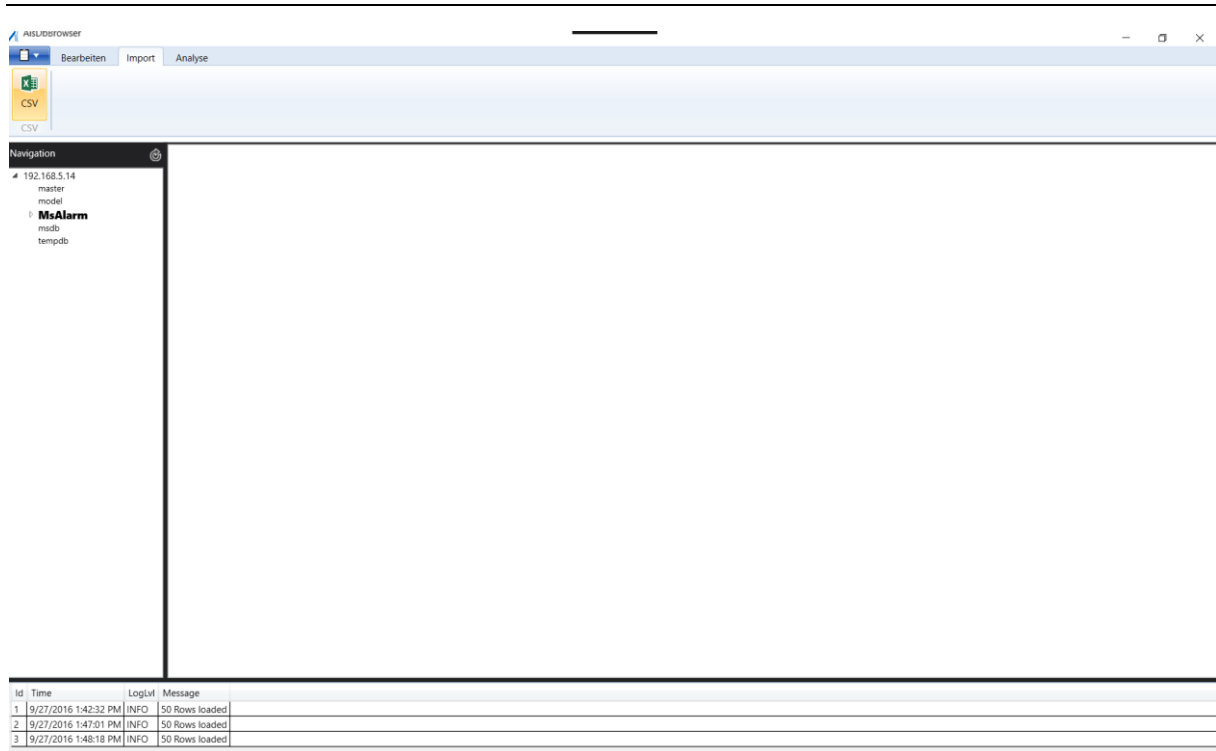 AisDbBrowser
Bearbeiten Import Analyse
CSV
CSV
Navigation
192.168.5.14
master
model
MsAlarm
msdb
tempdb
Id Time LogLvl Message
1 9/27/2016 1:42:32 PM INFO 50 Rows loaded
2 9/27/2016 1:47:01 PM INFO 50 Rows loaded
3 9/27/2016 1:48:18 PM INFO 50 Rows loaded